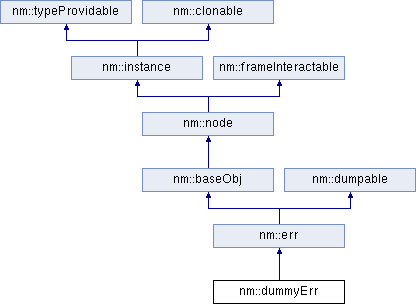 nm::typeProvidable
nm::clonable
nm::instance
nm::frameInteractable
nm::node
nm::baseObj
nm::dumpable
nm::err
nm::dummyErr